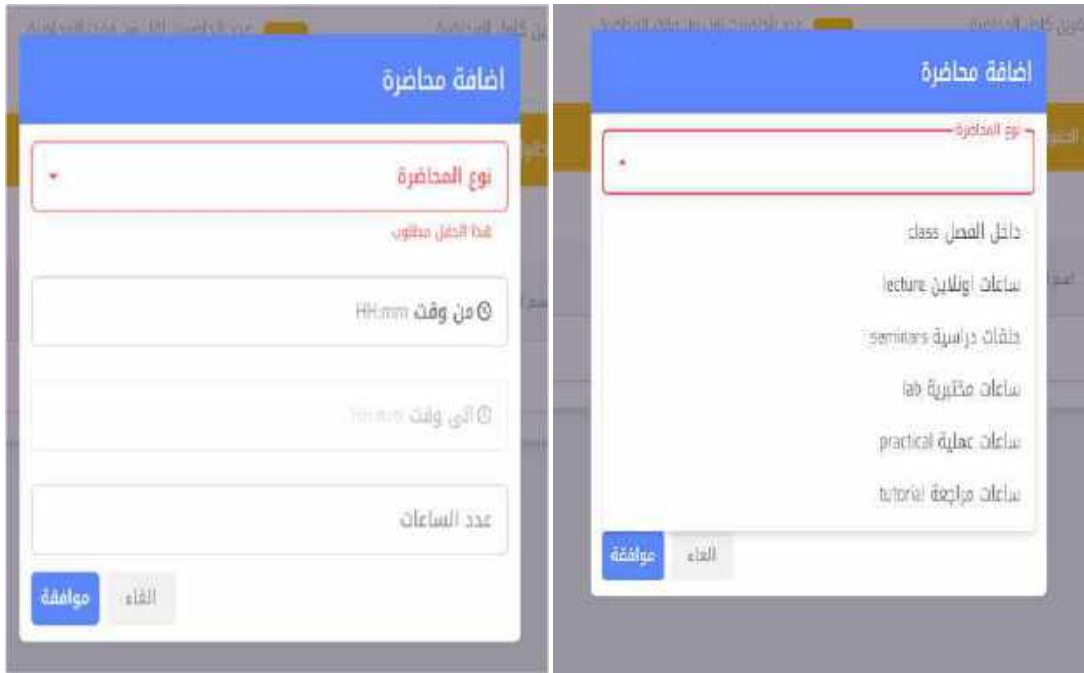 اضافة محاضرة
نوع المحاضرة
هذا الحقل مطلوب
من وقت HH:mm
الى وقت HH:mm
عدد الساعات
الغاء
موافقة
اضافة محاضرة
نوع المحاضرة
داخل الفصل class
ساعات اونلاين lecture
حلقات دراسية seminars
ساعات مختبرية lab
ساعات عملية practical
ساعات مراجعة tutorial
الغاء
موافقة